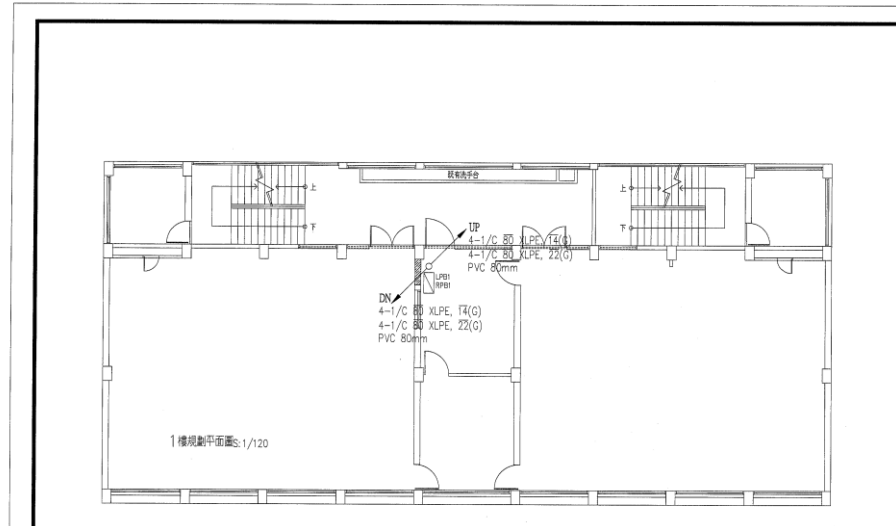 既有洗手台
上
下
上
下
UP
4-1/C 80 XLPE, 14(G)
4-1/C 80 XLPE, 22(G)
PVC 80mm
LPB1
RPB1
DN
4-1/C 80 XLPE, 14(G)
4-1/C 80 XLPE, 22(G)
PVC 80mm
1樓規劃平面圖S:1/120